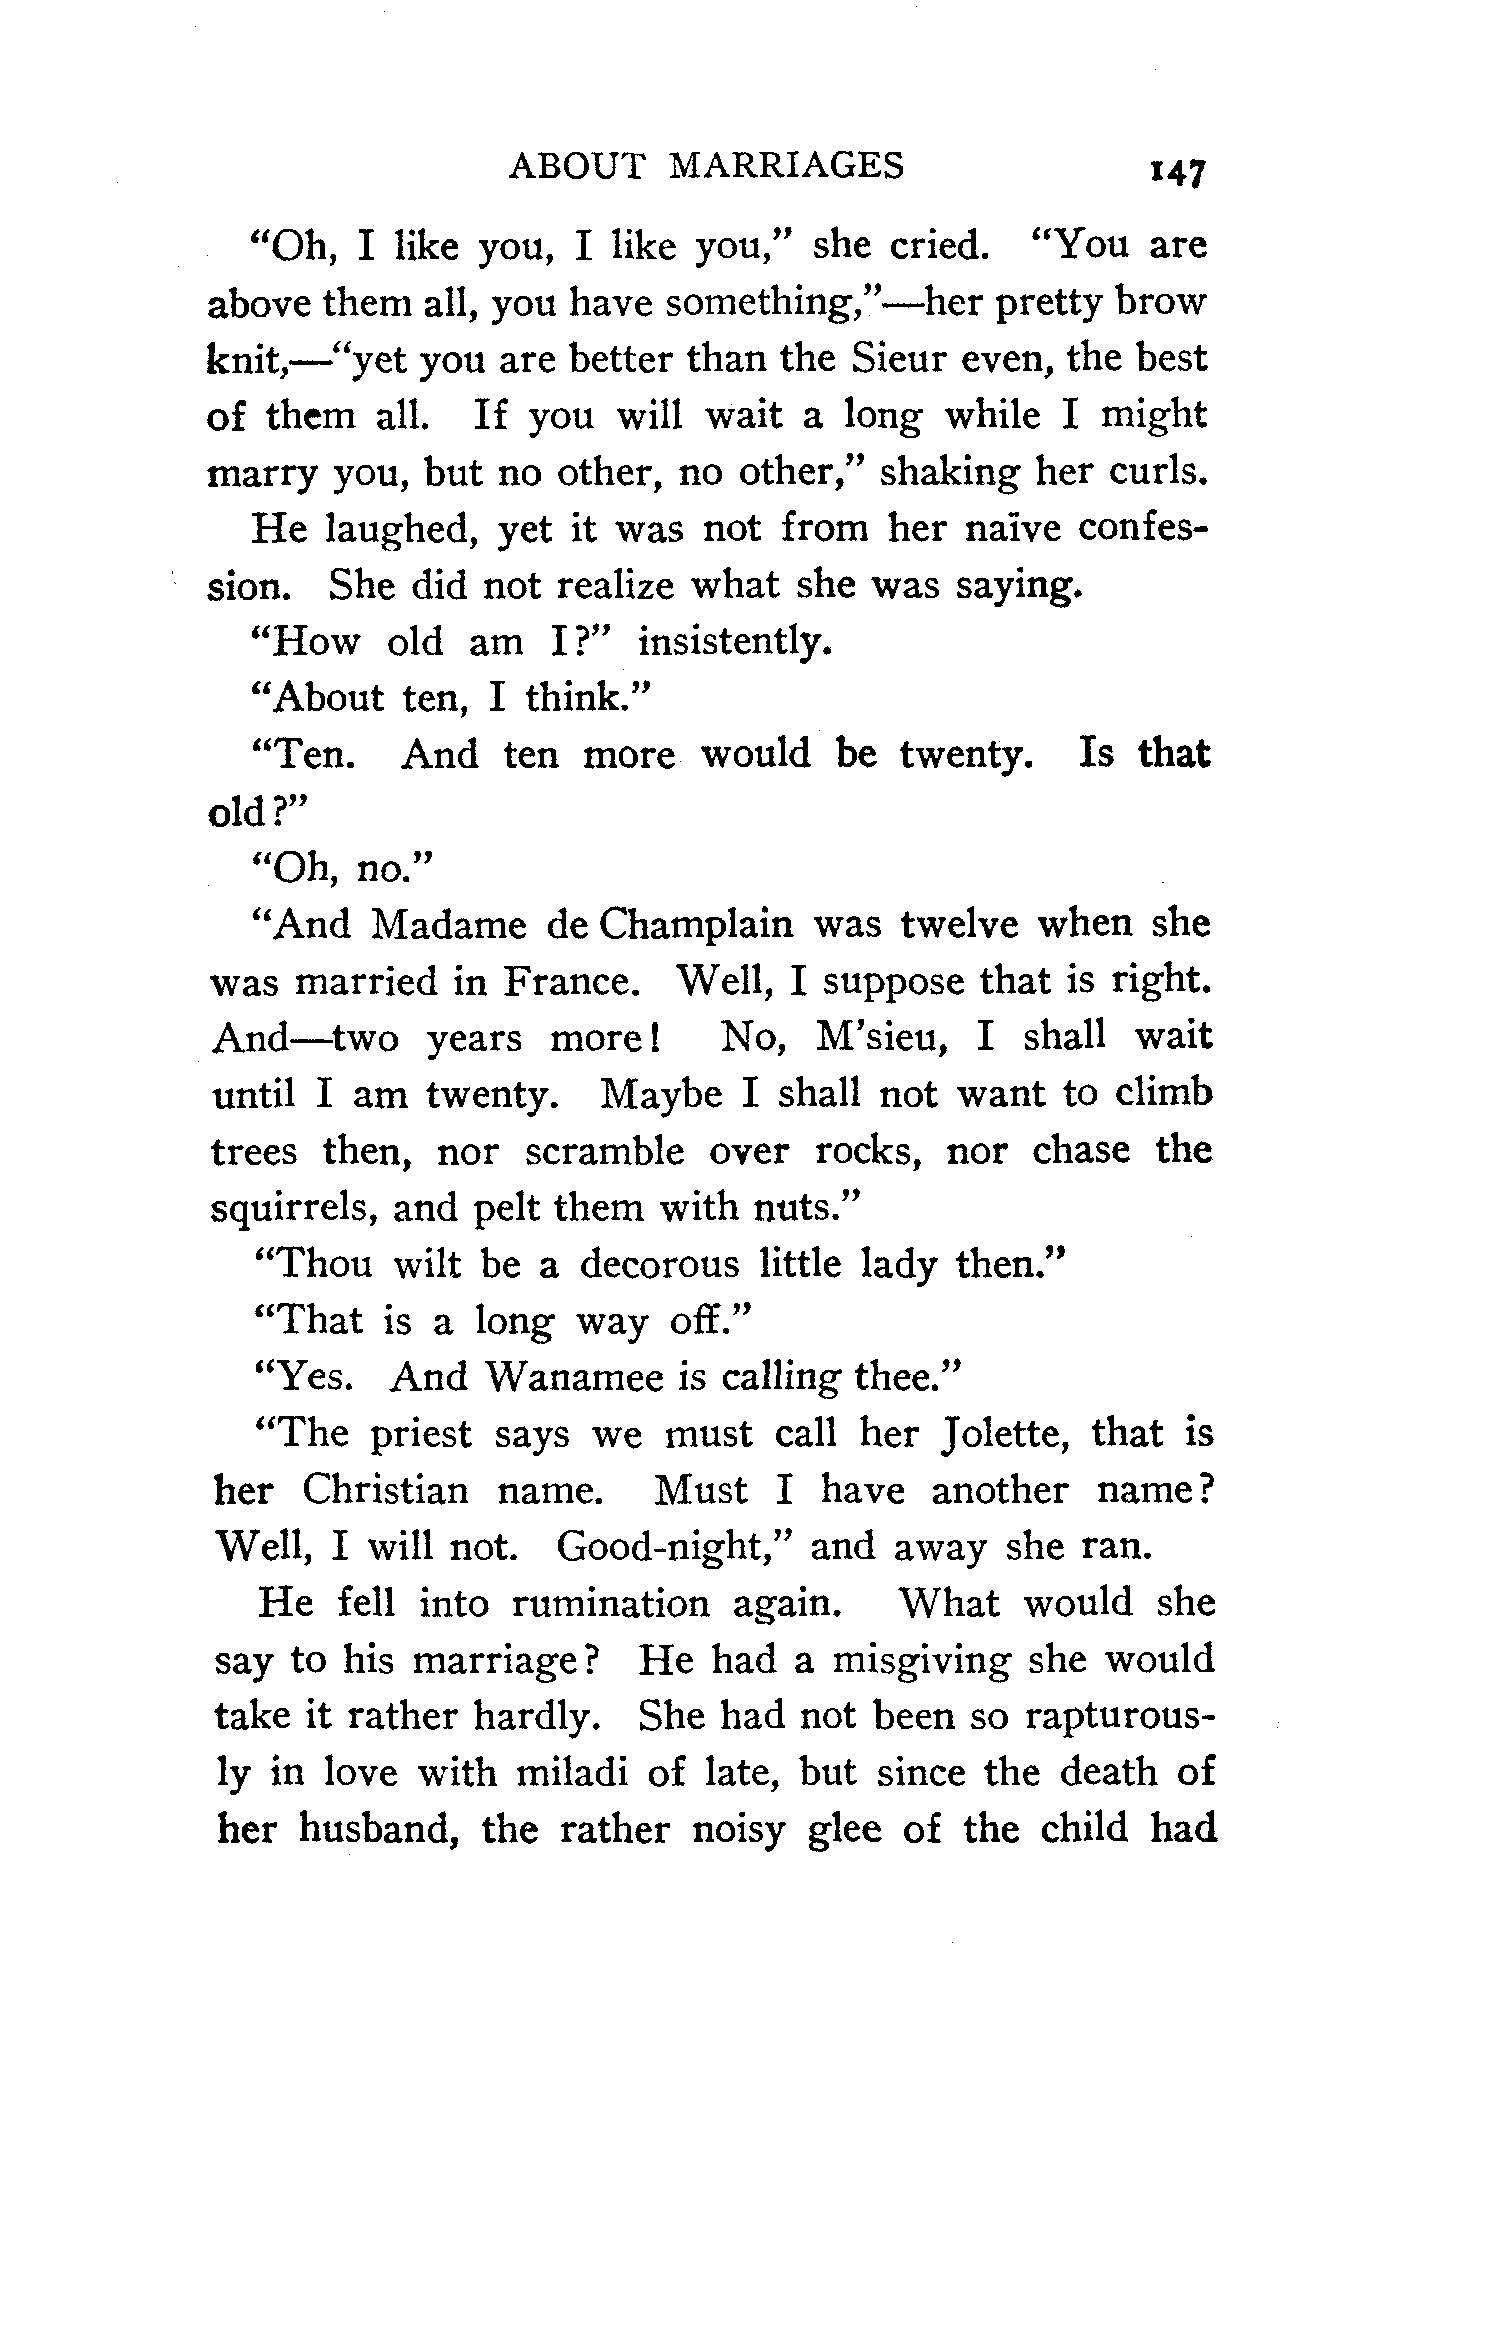 ABOUT MARRIAGES 147
“Oh, I like you, I like you,” she cried. “You are
above them all, you have something,”—her pretty brow
knit,—“yet you are better than the Sieur even, the best
of them all. If you will wait a long while I might
marry you, but no other, no other,” shaking her curls.
He laughed, yet it was not from her naïve confes-
sion. She did not realize what she was saying.
“How old am I?” insistently.
“About ten, I think.”
“Ten. And ten more would be twenty. Is that
old?”
“Oh, no.”
“And Madame de Champlain was twelve when she
was married in France. Well, I suppose that is right.
And—two years more! No, M’sieu, I shall wait
until I am twenty. Maybe I shall not want to climb
trees then, nor scramble over rocks, nor chase the
squirrels, and pelt them with nuts.”
“Thou wilt be a decorous little lady then.”
“That is a long way off.”
“Yes. And Wanamee is calling thee.”
“The priest says we must call her Jolette, that is
her Christian name. Must I have another name?
Well, I will not. Good-night,” and away she ran.
He fell into rumination again. What would she
say to his marriage? He had a misgiving she would
take it rather hardly. She had not been so rapturous-
ly in love with miladi of late, but since the death of
her husband, the rather noisy glee of the child had